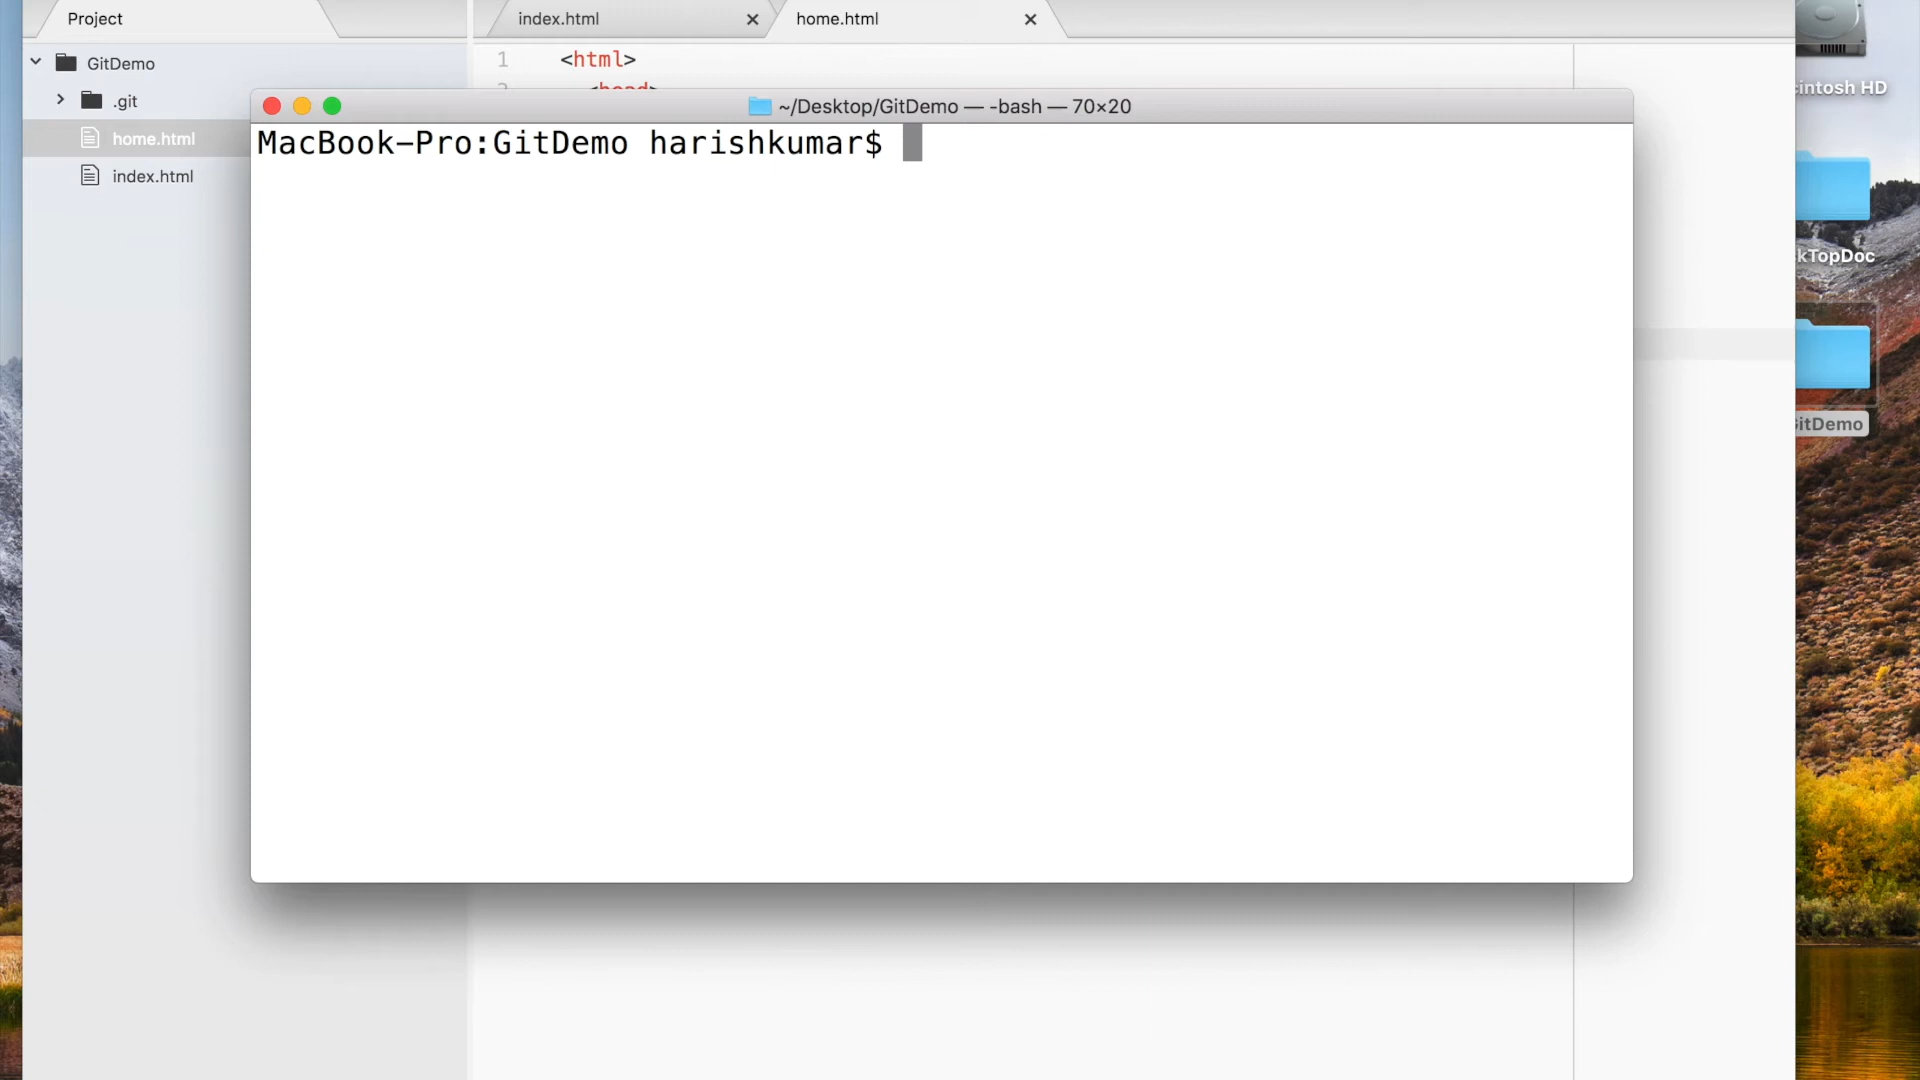 Project
index.html
home.html
GitDemo
1 <html>
.git
~/Desktop/GitDemo — -bash — 70×20
home.html
MacBook-Pro:GitDemo harishkumar$
index.html
intosh HD
kTopDoc
GitDemo